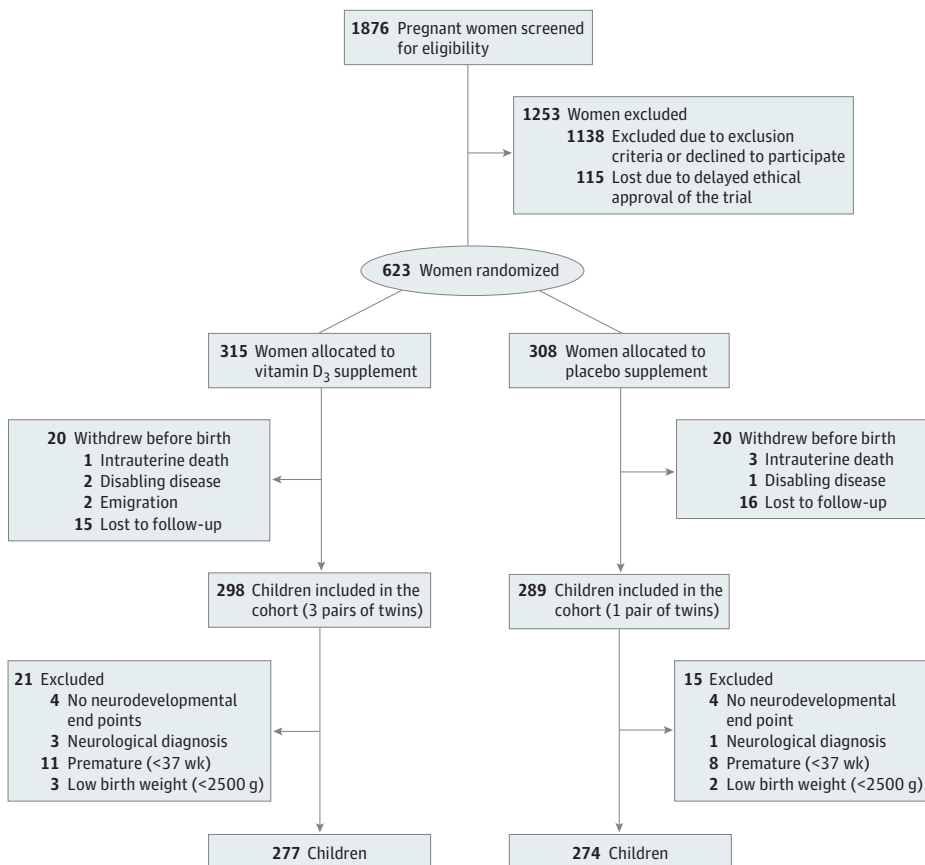 1876 Pregnant women screened
for eligibility
1253 Women excluded
1138 Excluded due to exclusion
criteria or declined to participate
115 Lost due to delayed ethical
approval of the trial
623 Women randomized
315 Women allocated to
vitamin D3 supplement
308 Women allocated to
placebo supplement
20 Withdrew before birth
1 Intrauterine death
2 Disabling disease
2 Emigration
15 Lost to follow-up
20 Withdrew before birth
3 Intrauterine death
1 Disabling disease
16 Lost to follow-up
298 Children included in the
cohort (3 pairs of twins)
289 Children included in the
cohort (1 pair of twins)
21 Excluded
4 No neurodevelopmental
end points
3 Neurological diagnosis
11 Premature (<37 wk)
3 Low birth weight (<2500 g)
15 Excluded
4 No neurodevelopmental
end point
1 Neurological diagnosis
8 Premature (<37 wk)
2 Low birth weight (<2500 g)
277 Children
274 Children